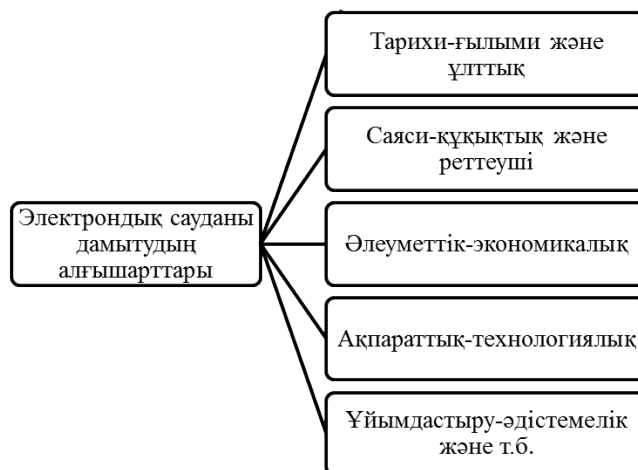 Тарихи-ғылыми және
ұлттық
Саяси-құқықтық және
реттеуші
Электрондық сауданы
дамытудың
алғышарттары
Әлеуметтік-экономикалық
Ақпараттық-технологиялық
Ұйымдастыру-әдістемелік
және т.б.